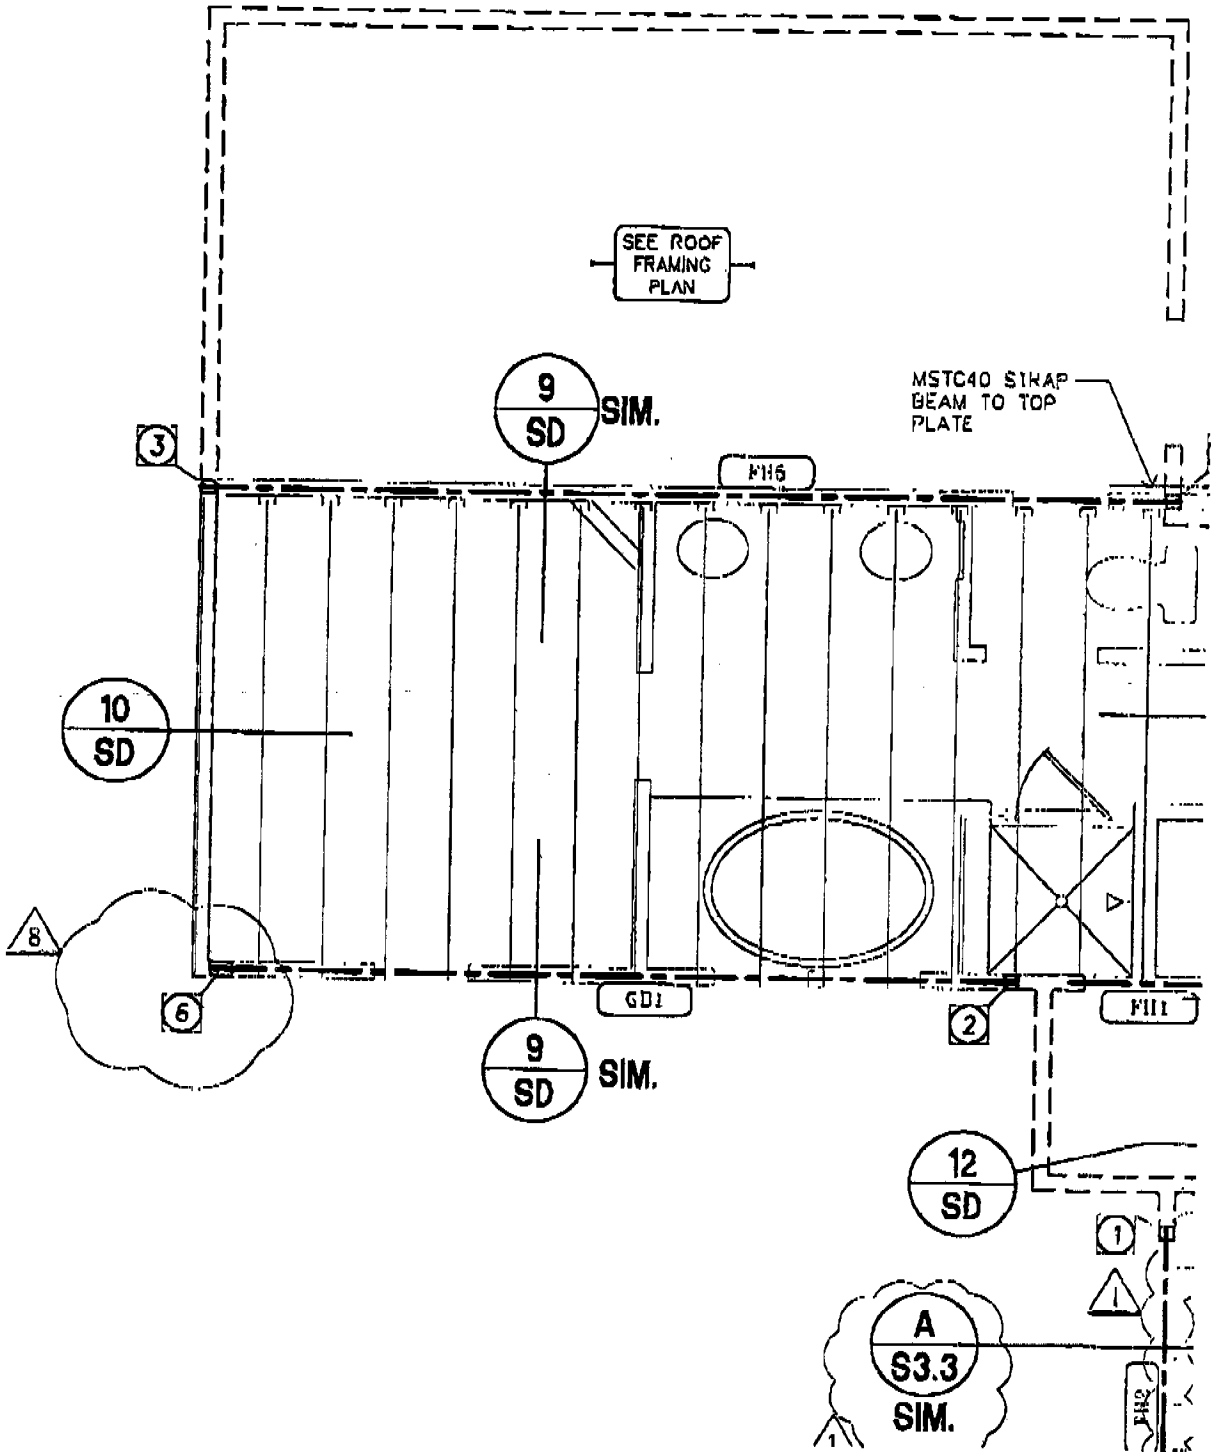 SEE ROOF
FRAMING
PLAN
9
SD
SIM.
MSTC40 STRAP
BEAM TO TOP
PLATE
3
FH6
10
SD
8
6
GD1
2
FH1
9
SD
SIM.
12
SD
1
1
A
S3.3
SIM.
FH2
1